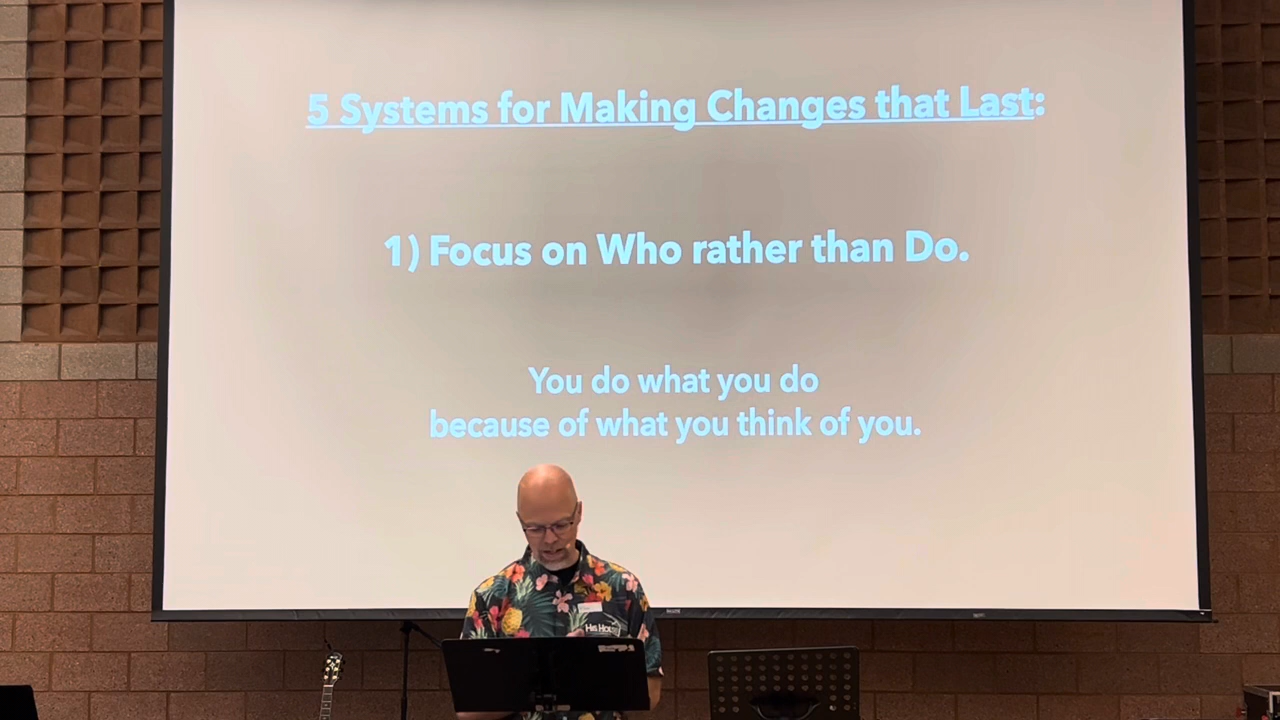 5 Systems for Making Changes that Last:
1) Focus on Who rather than Do.
You do what you do
because of what you think of you.